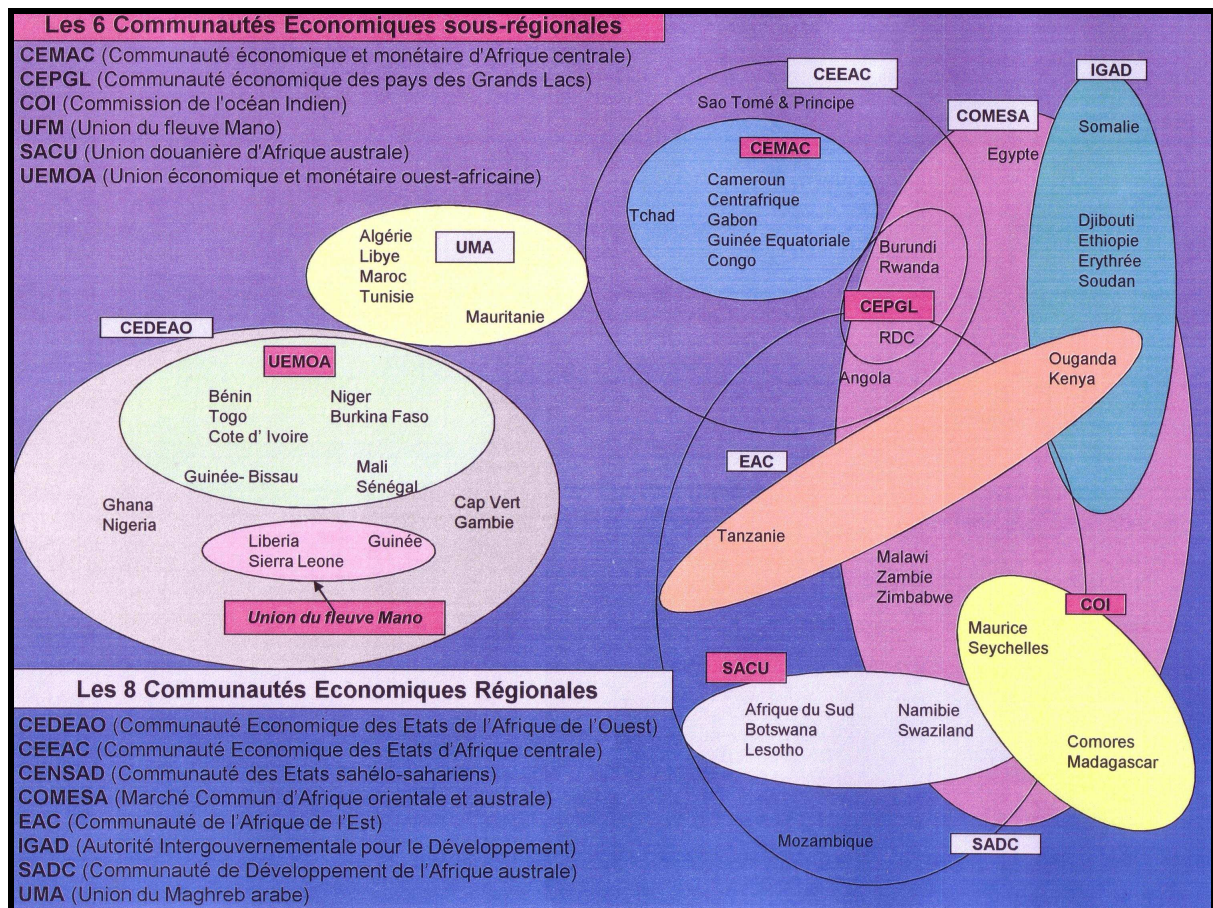 Les 6 Communautés Economiques sous-régionales
CEMAC (Communauté économique et monétaire d'Afrique centrale)
CEPGL (Communauté économique des pays des Grands Lacs)
COI (Commission de l'océan Indien)
UFM (Union du fleuve Mano)
SACU (Union douanière d'Afrique australe)
UEMOA (Union économique et monétaire ouest-africaine)
UMA
Algérie
Libye
Maroc
Tunisie
Mauritanie
CEDEAO
UEMOA
Bénin
Togo
Cote d' Ivoire
Niger
Burkina Faso
Guinée- Bissau
Mali
Sénégal
Ghana
Nigeria
Cap Vert
Gambie
Liberia
Sierra Leone
Guinée
Union du fleuve Mano
CEEAC
Sao Tomé & Principe
CEMAC
Tchad
Cameroun
Centrafrique
Gabon
Guinée Equatoriale
Congo
COMESA
Egypte
IGAD
Somalie
Djibouti
Ethiopie
Erythrée
Soudan
Burundi
Rwanda
CEPGL
RDC
Angola
Ouganda
Kenya
EAC
Tanzanie
Malawi
Zambie
Zimbabwe
COI
Maurice
Seychelles
Comores
Madagascar
SACU
Afrique du Sud
Botswana
Lesotho
Namibie
Swaziland
Mozambique
SADC
Les 8 Communautés Economiques Régionales
CEDEAO (Communauté Economique des Etats de l'Afrique de l'Ouest)
CEEAC (Communauté Economique des Etats d'Afrique centrale)
CENSAD (Communauté des Etats sahélo-sahariens)
COMESA (Marché Commun d'Afrique orientale et australe)
EAC (Communauté de l'Afrique de l'Est)
IGAD (Autorité Intergouvernementale pour le Développement)
SADC (Communauté de Développement de l'Afrique australe)
UMA (Union du Maghreb arabe)